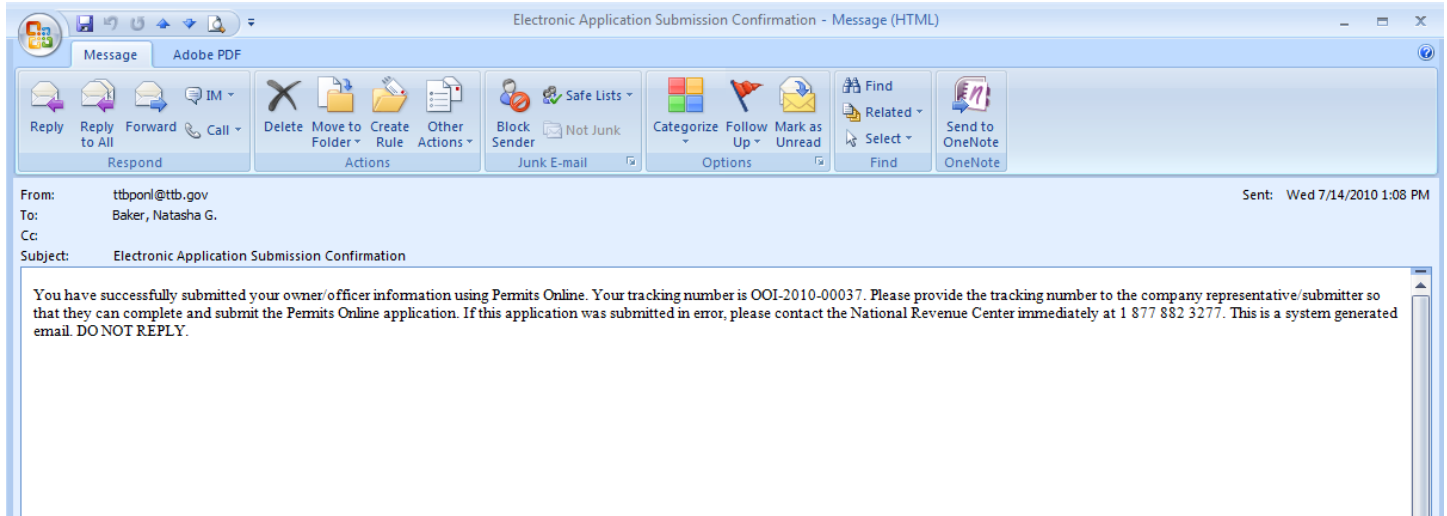 Electronic Application Submission Confirmation - Message (HTML)
Message Adobe PDF
Reply Reply to All Forward IM Call
Respond
Delete Move to Folder Create Rule Other Actions
Actions
Block Sender Safe Lists Not Junk
Junk E-mail
Categorize Follow Up Mark as Unread
Options
Find Related Select
Find
Send to OneNote
OneNote
From: ttbponl@ttb.gov Sent: Wed 7/14/2010 1:08 PM
To: Baker, Natasha G.
Cc:
Subject: Electronic Application Submission Confirmation
You have successfully submitted your owner/officer information using Permits Online. Your tracking number is OOI-2010-00037. Please provide the tracking number to the company representative/submitter so
that they can complete and submit the Permits Online application. If this application was submitted in error, please contact the National Revenue Center immediately at 1 877 882 3277. This is a system generated
email. DO NOT REPLY.